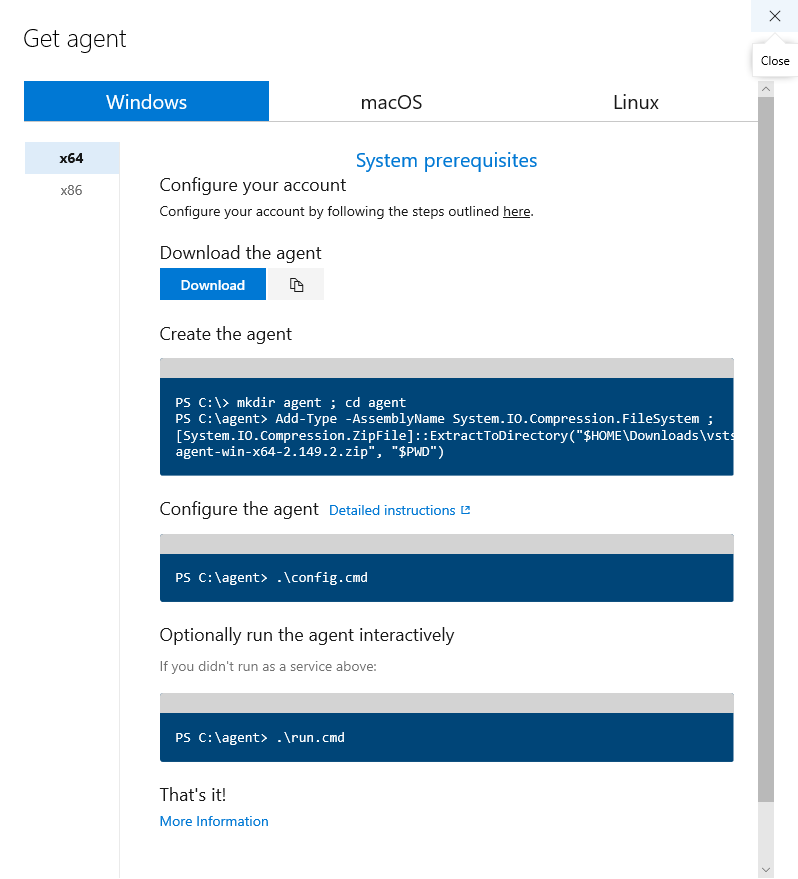 Get agent
Close
Windows
macOS
Linux
x64
x86
System prerequisites
Configure your account
Configure your account by following the steps outlined here.
Download the agent
Download
Create the agent
PS C:\> mkdir agent ; cd agent
PS C:\agent> Add-Type -AssemblyName System.IO.Compression.FileSystem ;
[System.IO.Compression.ZipFile]::ExtractToDirectory("$HOME\Downloads\vsts
agent-win-x64-2.149.2.zip", "$PWD")
Configure the agent Detailed instructions
PS C:\agent> .\config.cmd
Optionally run the agent interactively
If you didn't run as a service above:
PS C:\agent> .\run.cmd
That's it!
More Information